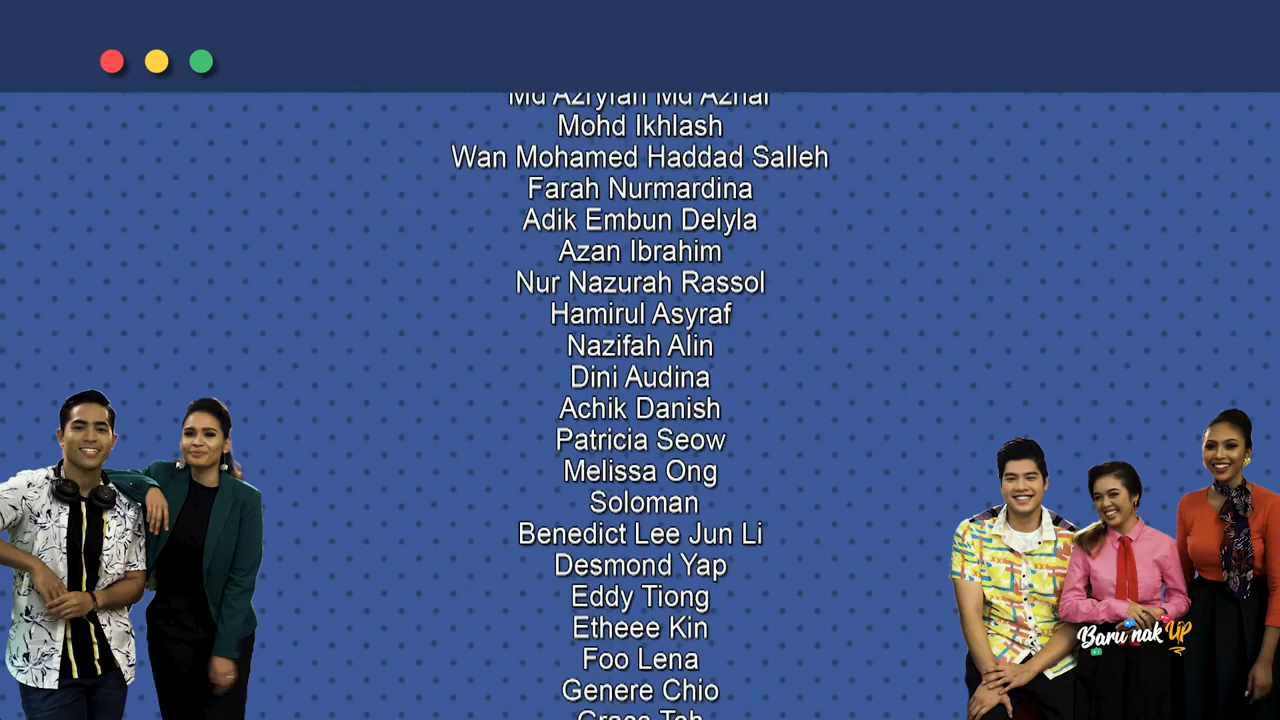 Mohd Ikhlash
Wan Mohamed Haddad Salleh
Farah Nurmardina
Adik Embun Delyla
Azan Ibrahim
Nur Nazurah Rassol
Hamirul Asyraf
Nazifah Alin
Dini Audina
Achik Danish
Patricia Seow
Melissa Ong
Soloman
Benedict Lee Jun Li
Desmond Yap
Eddy Tiong
Etheee Kin
Foo Lena
Genere Chio
Baru nak UP